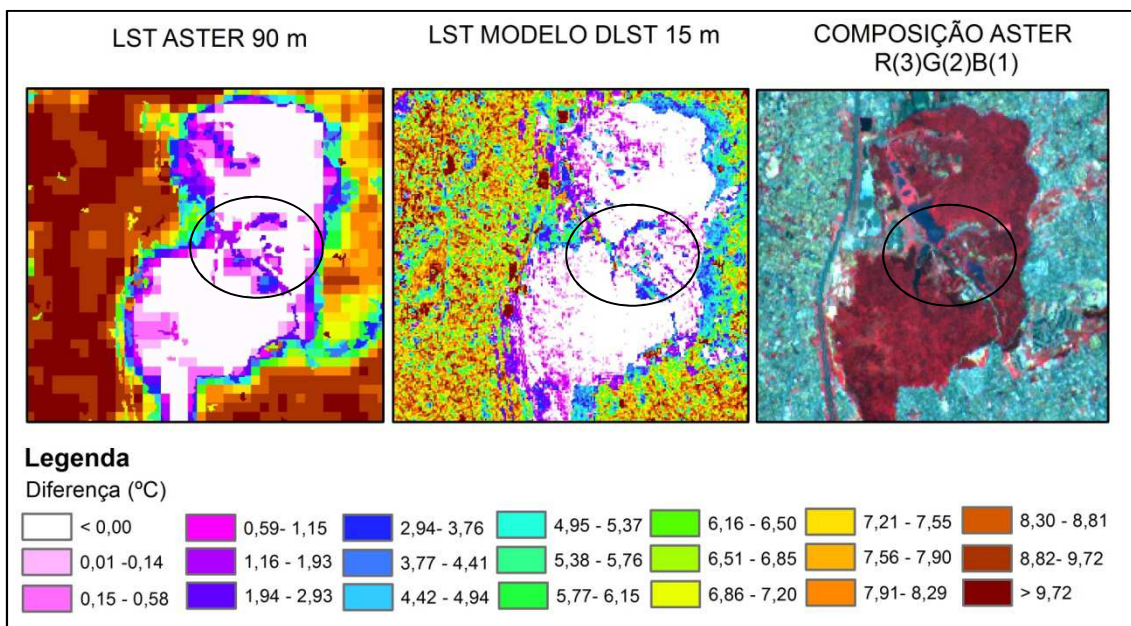 LST ASTER 90 m
LST MODELO DLST 15 m
COMPOSIÇÃO ASTER
R(3)G(2)B(1)
Legenda
Diferença (ºC)
< 0,00
0,59- 1,15
2,94- 3,76
4,95 - 5,37
6,16 - 6,50
7,21 - 7,55
8,30 - 8,81
0,01 -0,14
1,16 - 1,93
3,77 - 4,41
5,38 - 5,76
6,51 - 6,85
7,56 - 7,90
8,82- 9,72
0,15 - 0,58
1,94 - 2,93
4,42 - 4,94
5,77- 6,15
6,86 - 7,20
7,91- 8,29
> 9,72